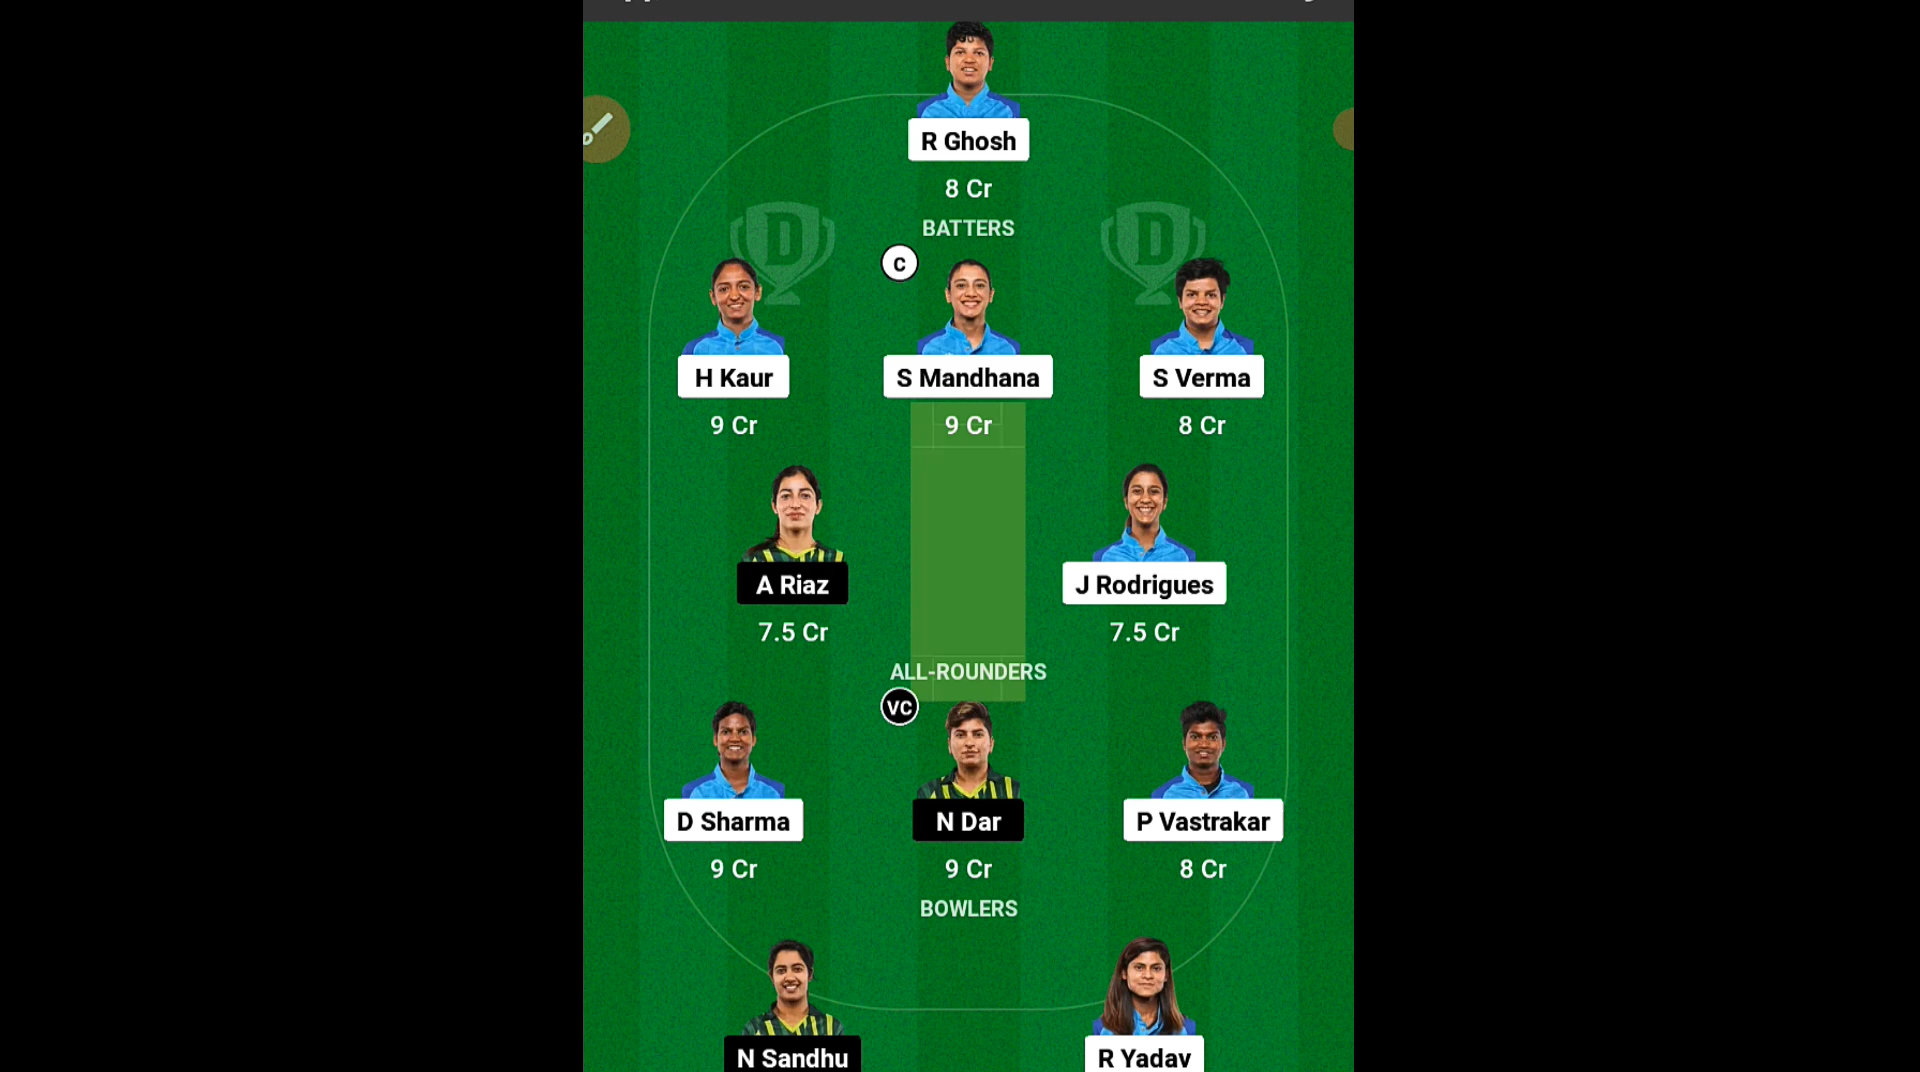 R Ghosh
8 Cr
BATTERS
C
H Kaur
S Mandhana
S Verma
9 Cr
9 Cr
8 Cr
A Riaz
J Rodrigues
7.5 Cr
7.5 Cr
ALL-ROUNDERS
VC
D Sharma
N Dar
P Vastrakar
9 Cr
9 Cr
8 Cr
BOWLERS
N Sandhu
R Yadav